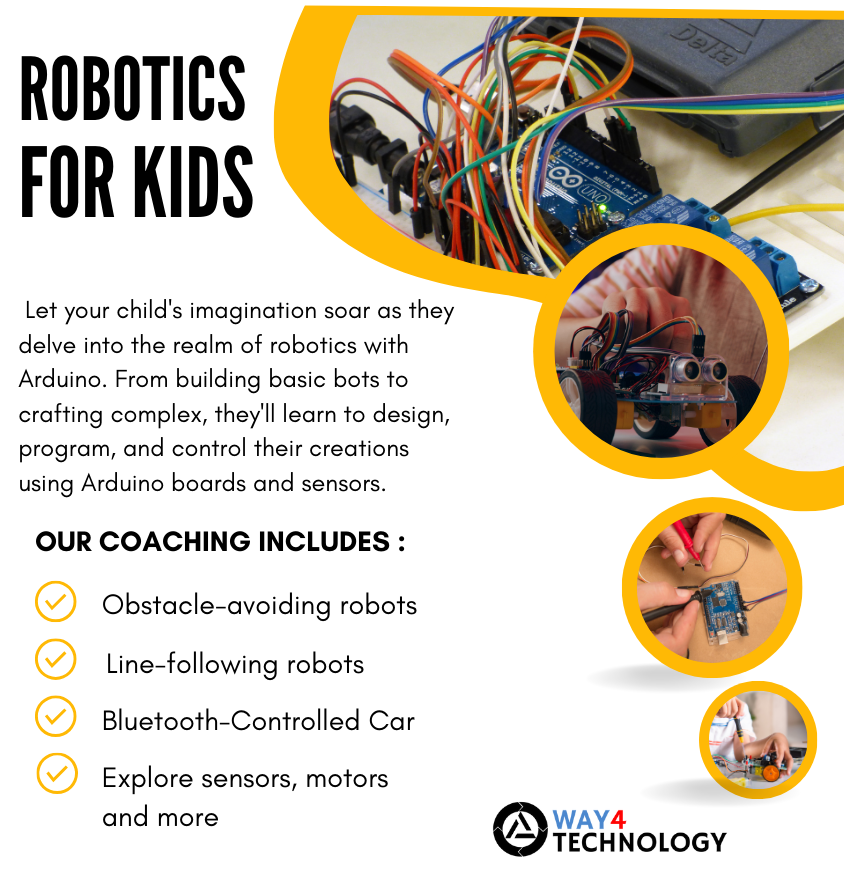 ROBOTICS
FOR KIDS
Delta
UNO
Let your child's imagination soar as they
delve into the realm of robotics with
Arduino. From building basic bots to
crafting complex, they'll learn to design,
program, and control their creations
using Arduino boards and sensors.
OUR COACHING INCLUDES :
Obstacle-avoiding robots
Line-following robots
Bluetooth-Controlled Car
Explore sensors, motors
and more
WAY4
TECHNOLOGY